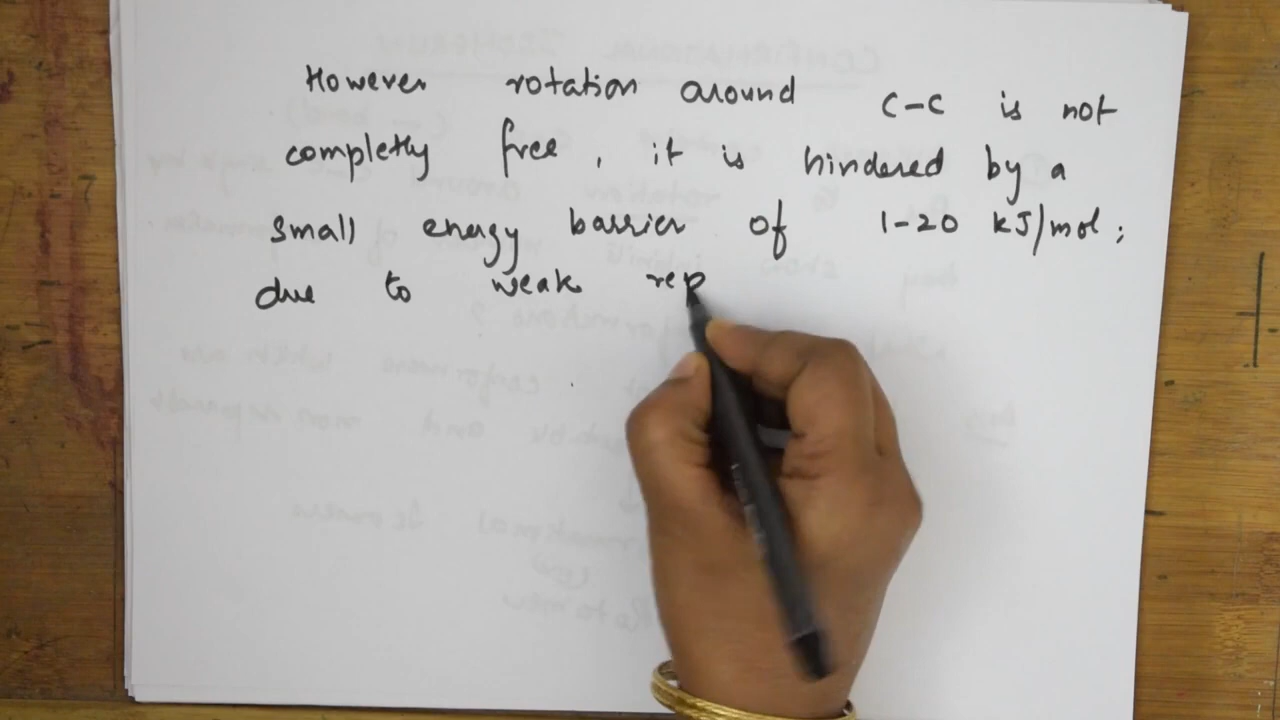 However rotation around C-C is not
completly free, it is hindered by a
small energy barrier of 1-20 kJ/mol;
due to weak rep